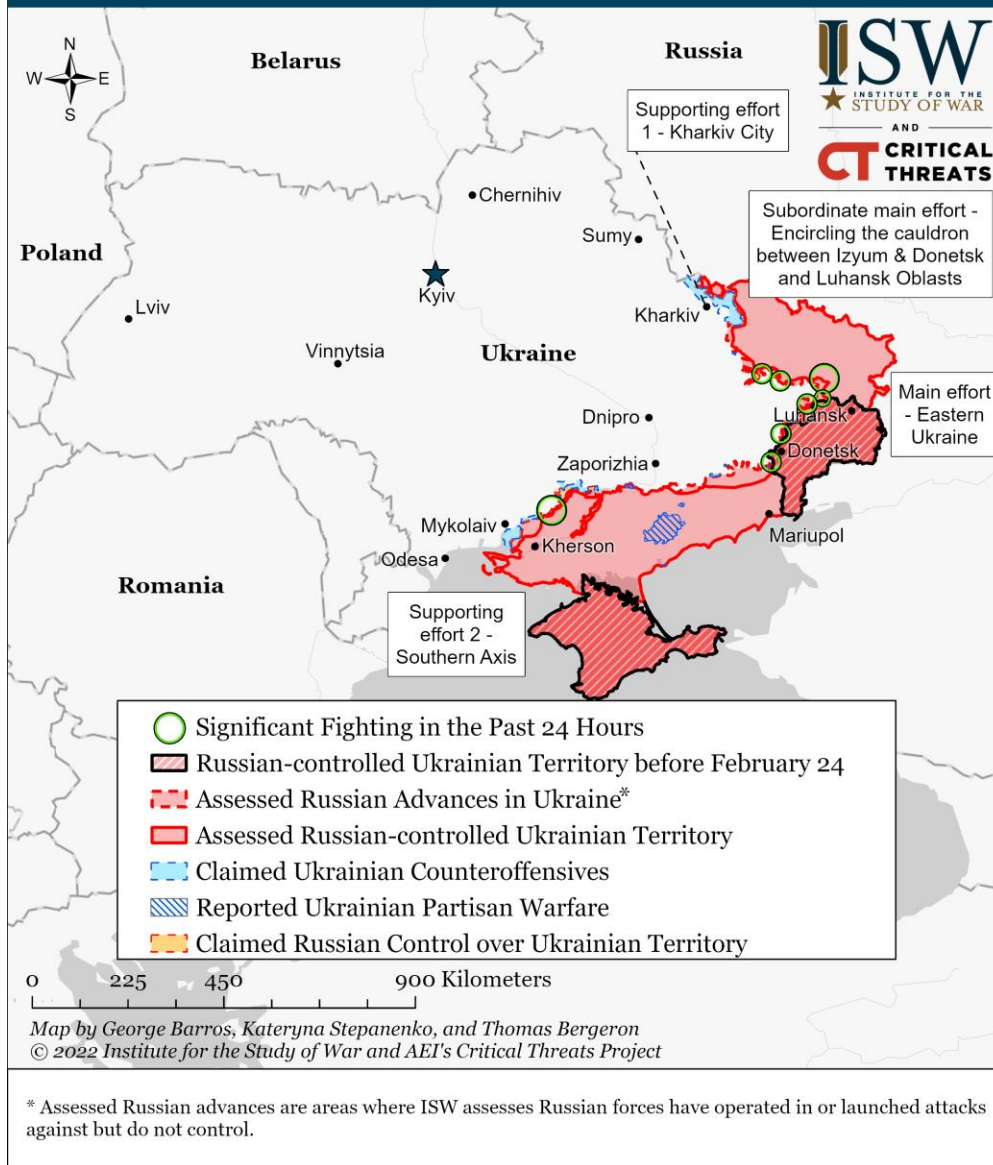 N
W
E
S
Belarus
Russia
ISW
INSTITUTE FOR THE
STUDY OF WAR
AND
CT CRITICAL
THREATS
Supporting effort
1 - Kharkiv City
Chernihiv
Sumy
Subordinate main effort -
Encircling the cauldron
between Izyum & Donetsk
and Luhansk Oblasts
Poland
Kyiv
Lviv
Kharkiv
Vinnytsia
Ukraine
Main effort
- Eastern
Ukraine
Dnipro
Luhansk
Donetsk
Zaporizhia
Mykolaiv
Mariupol
Odesa
Kherson
Romania
Supporting
effort 2 -
Southern Axis
Significant Fighting in the Past 24 Hours
Russian-controlled Ukrainian Territory before February 24
Assessed Russian Advances in Ukraine*
Assessed Russian-controlled Ukrainian Territory
Claimed Ukrainian Counteroffensives
Reported Ukrainian Partisan Warfare
Claimed Russian Control over Ukrainian Territory
0 225 450 900 Kilometers
Map by George Barros, Kateryna Stepanenko, and Thomas Bergeron
© 2022 Institute for the Study of War and AEI's Critical Threats Project
* Assessed Russian advances are areas where ISW assesses Russian forces have operated in or launched attacks
against but do not control.